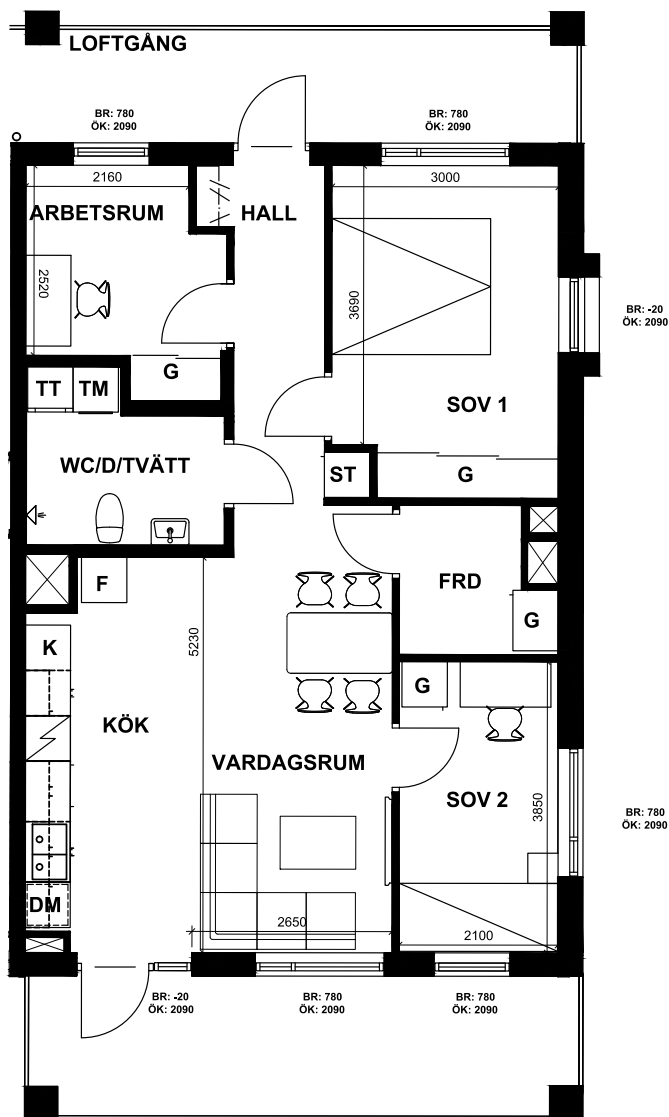 LOFTGÅNG
BR: 780
ÖK: 2090
BR: 780
ÖK: 2090
2160
3000
ARBETSRUM
HALL
2520
3690
BR: -20
ÖK: 2090
G
TT
TM
SOV 1
WC/D/TVÄTT
ST
G
F
FRD
G
K
5230
G
KÖK
VARDAGSRUM
SOV 2
3850
BR: 780
ÖK: 2090
DM
2650
2100
BR: -20
ÖK: 2090
BR: 780
ÖK: 2090
BR: 780
ÖK: 2090